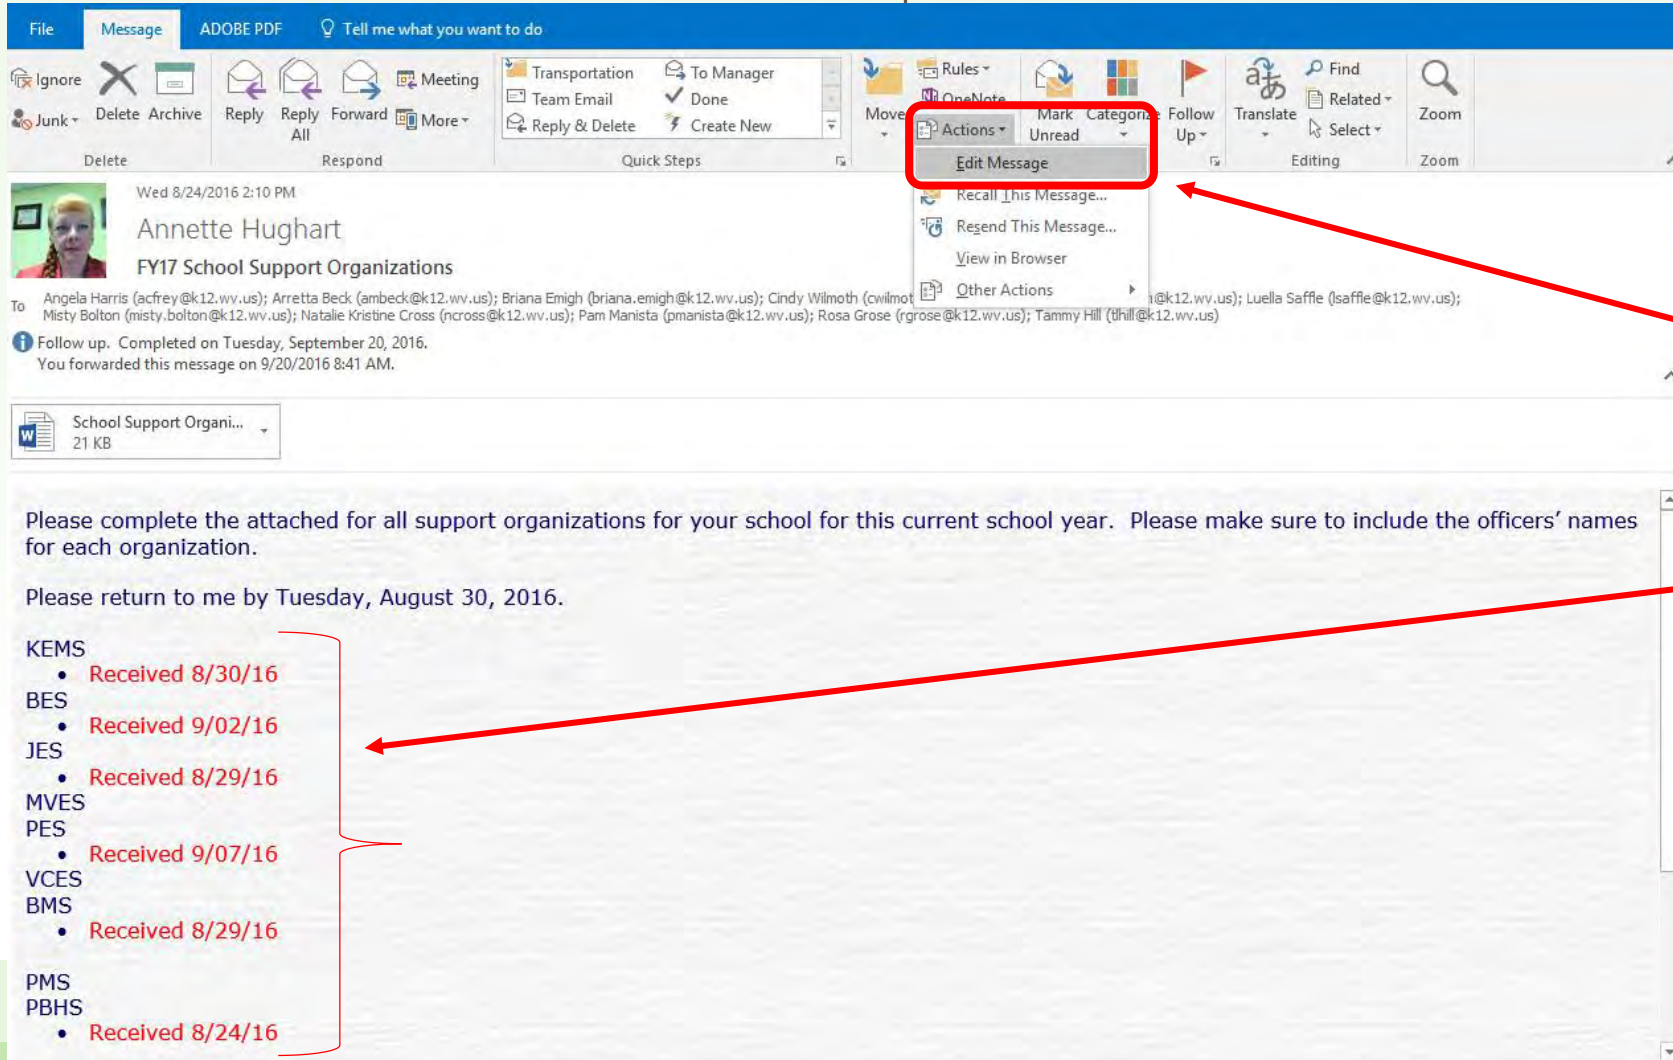 File Message ADOBE PDF Tell me what you want to do
Ignore
Junk
Delete Archive
Delete
Reply Reply All Forward
Meeting
More
Respond
Transportation To Manager
Team Email Done
Reply & Delete Create New
Quick Steps
Move
Rules
OneNote
Actions
Mark Unread Categorize Follow Up
Translate
Find
Related
Select
Editing
Zoom
Zoom
Edit Message
Recall This Message...
Resend This Message...
View in Browser
Other Actions
Wed 8/24/2016 2:10 PM
Annette Hughart
FY17 School Support Organizations
To Angela Harris (acfrey@k12.wv.us); Arretta Beck (ambeck@k12.wv.us); Briana Emigh (briana.emigh@k12.wv.us); Cindy Wilmoth (cwilmot @k12.wv.us); Luella Saffle (lsaffle@k12.wv.us);
Misty Bolton (misty.bolton@k12.wv.us); Natalie Kristine Cross (ncross@k12.wv.us); Pam Manista (pmanista@k12.wv.us); Rosa Grose (rgrose@k12.wv.us); Tammy Hill (tlhill@k12.wv.us)
Follow up. Completed on Tuesday, September 20, 2016.
You forwarded this message on 9/20/2016 8:41 AM.
School Support Organi...
21 KB
Please complete the attached for all support organizations for your school for this current school year. Please make sure to include the officers' names
for each organization.
Please return to me by Tuesday, August 30, 2016.
KEMS
• Received 8/30/16
BES
• Received 9/02/16
JES
• Received 8/29/16
MVES
PES
• Received 9/07/16
VCES
BMS
• Received 8/29/16
PMS
PBHS
• Received 8/24/16